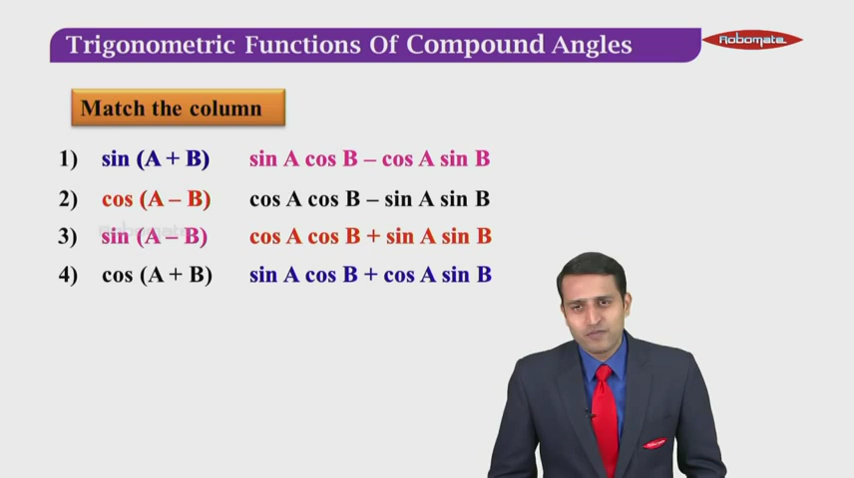 Trigonometric Functions Of Compound Angles
Robomate
Match the column
1) sin (A + B) sin A cos B – cos A sin B
2) cos (A – B) cos A cos B – sin A sin B
Robomate
3) sin (A – B) cos A cos B + sin A sin B
4) cos (A + B) sin A cos B + cos A sin B